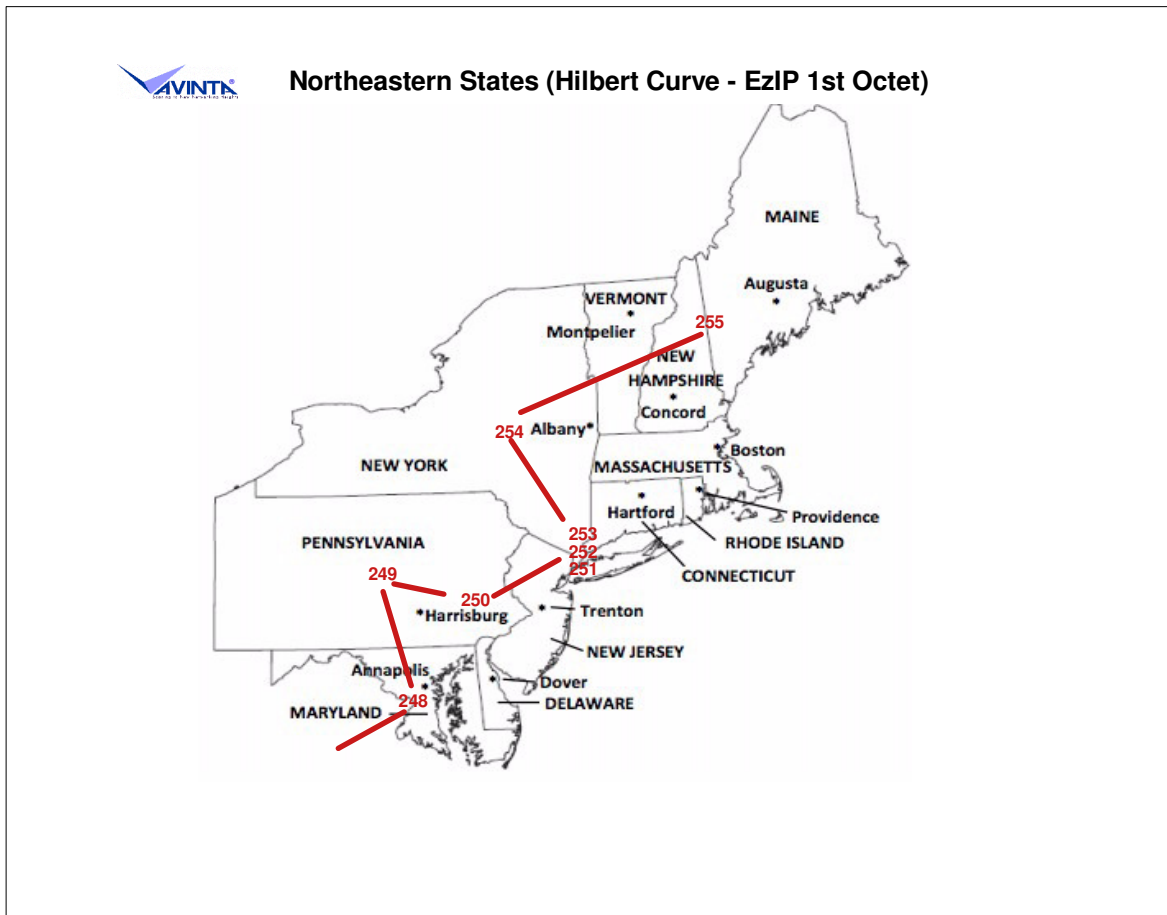 AVINTA®
Northeastern States (Hilbert Curve - EzIP 1st Octet)
MAINE
Augusta
VERMONT
Montpelier
255
NEW
HAMPSHIRE
Concord
254
Albany
Boston
NEW YORK
MASSACHUSETTS
Hartford
Providence
253
RHODE ISLAND
PENNSYLVANIA
252
251
CONNECTICUT
249
250
Harrisburg
Trenton
NEW JERSEY
Annapolis
Dover
248
DELAWARE
MARYLAND